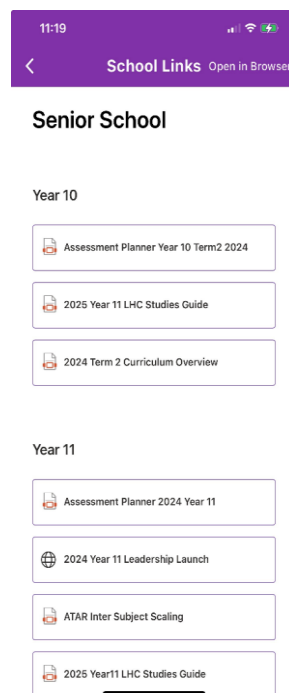 11:19
School Links
Open in Browser
Senior School
Year 10
Assessment Planner Year 10 Term2 2024
2025 Year 11 LHC Studies Guide
2024 Term 2 Curriculum Overview
Year 11
Assessment Planner 2024 Year 11
2024 Year 11 Leadership Launch
ATAR Inter Subject Scaling
2025 Year11 LHC Studies Guide